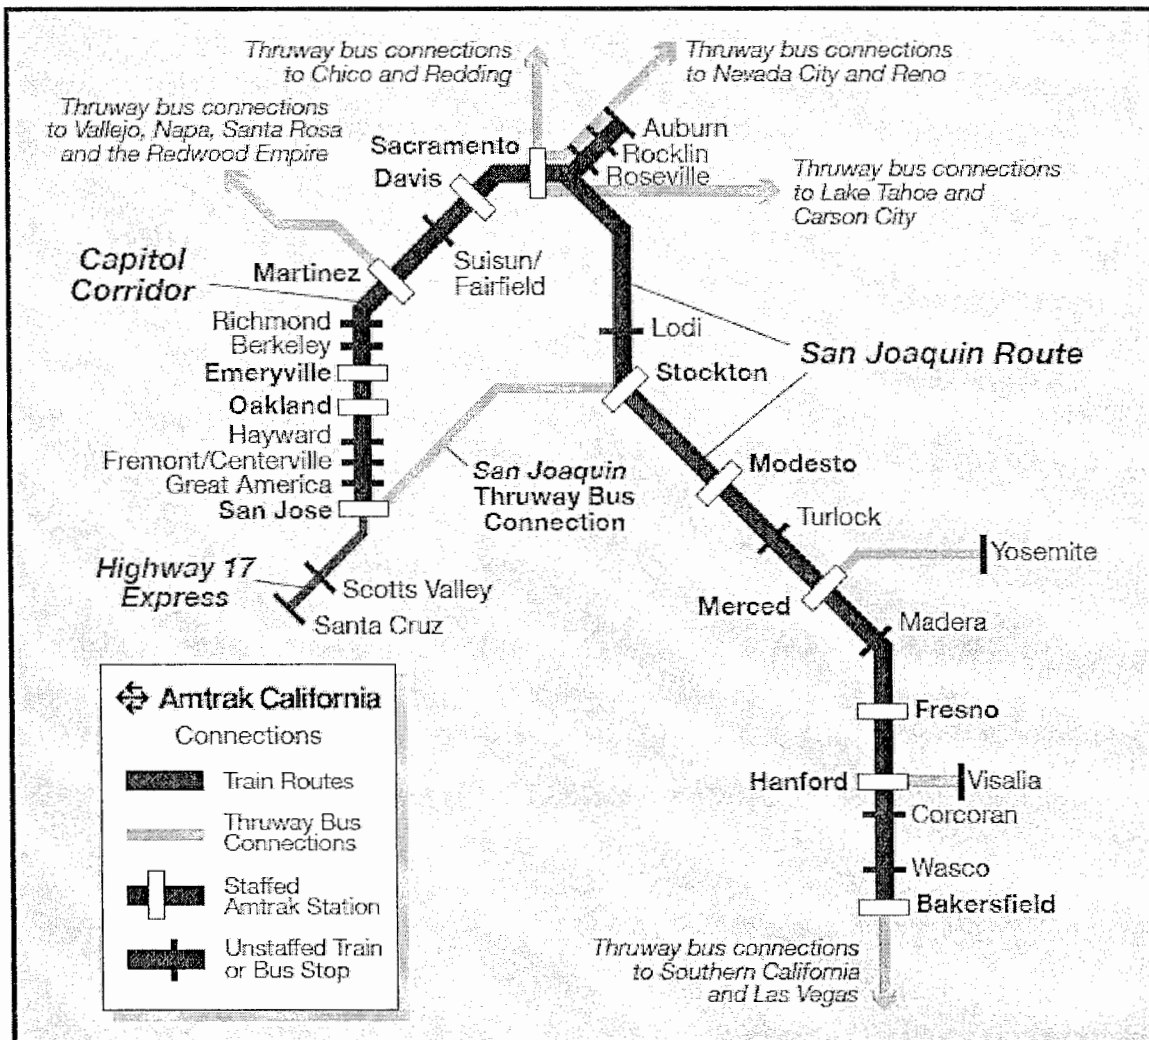 Thruway bus connections
to Chico and Redding
Thruway bus connections
to Nevada City and Reno
Thruway bus connections
to Vallejo, Napa, Santa Rosa
and the Redwood Empire
Sacramento
Davis
Auburn
Rocklin
Roseville
Thruway bus connections
to Lake Tahoe and
Carson City
Capitol
Corridor
Martinez
Suisun/
Fairfield
Richmond
Berkeley
Emeryville
Oakland
Hayward
Fremont/Centerville
Great America
San Jose
Lodi
Stockton
San Joaquin Route
San Joaquin
Thruway Bus
Connection
Modesto
Turlock
Yosemite
Merced
Madera
Highway 17
Express
Scotts Valley
Santa Cruz
Fresno
Hanford
Visalia
Corcoran
Wasco
Bakersfield
Thruway bus connections
to Southern California
and Las Vegas
Amtrak California
Connections
Train Routes
Thruway Bus
Connections
Staffed
Amtrak Station
Unstaffed Train
or Bus Stop